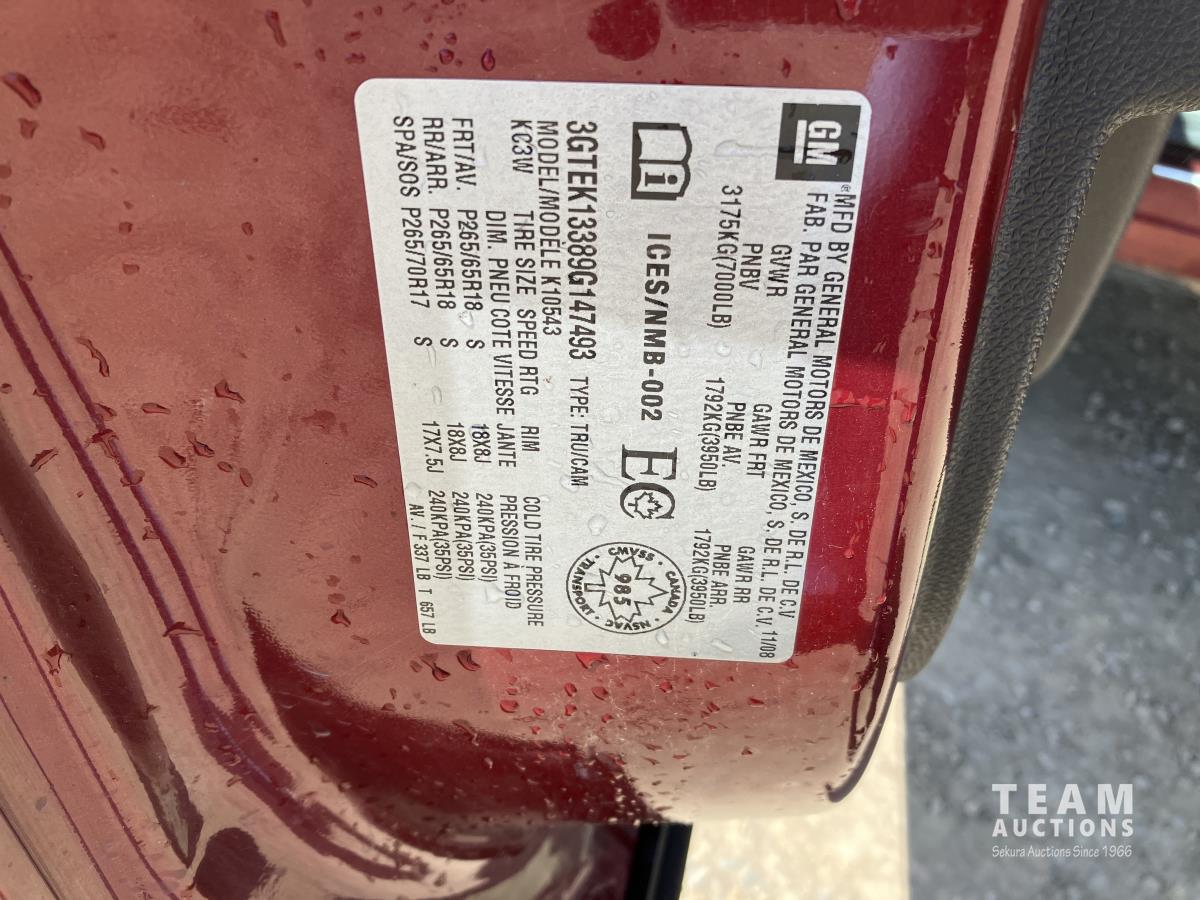 GM
® MFD BY GENERAL MOTORS DE MEXICO, S. DE R.L. DE C.V
FAB. PAR GENERAL MOTORS DE MEXICO, S. DE R.L. DE C.V. 11/08
GVWR GAWR FRT GAWR RR
PNBV PNBE AV. PNBE ARR.
3175KG(7000LB) 1792KG(3950LB) 1792KG(3950LB)
i ICES/NMB-002 EC
CMVSS · CANADA · NSVAC · TRANSPORT · 985 T
3GTEK13389G147493 TYPE: TRU/CAM
MODEL/MODÈLE K10543
KC3W TIRE SIZE SPEED RTG RIM COLD TIRE PRESSURE
DIM. PNEU COTE VITESSE JANTE PRESSION À FROID
FRT/AV. P265/65R18 S 18X8J 240KPA(35PSI)
RR/ARR. P265/65R18 S 18X8J 240KPA(35PSI)
SPA/SOS P265/70R17 S 17X7.5J 240KPA(35PSI)
AV. / F 337 LB T 657 LB
TEAM
AUCTIONS
Sekura Auctions Since 1966